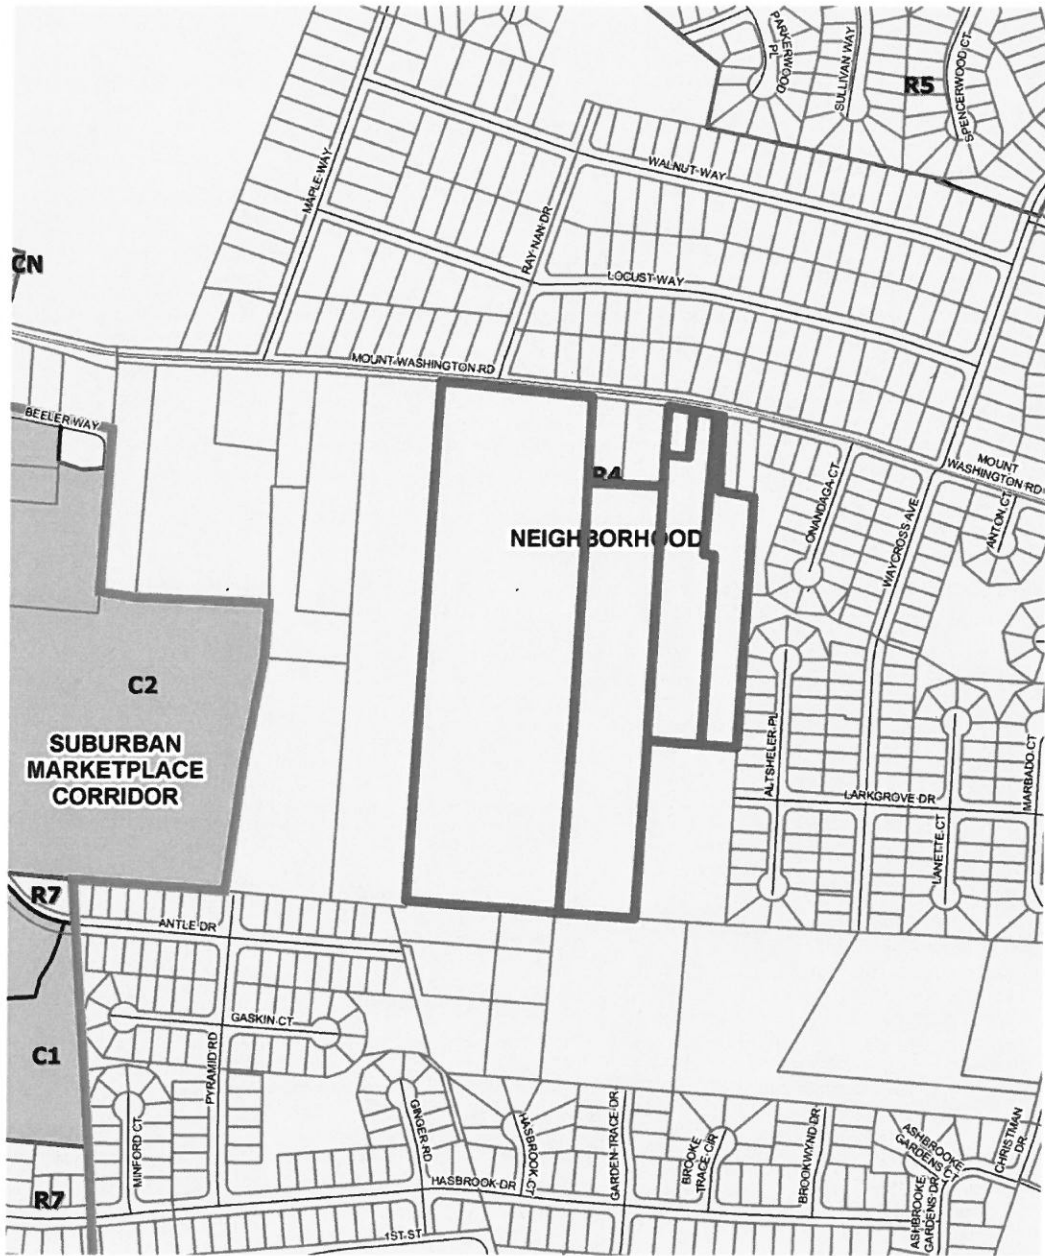 PARKERWOOD
PL
SULLIVAN WAY
SPENCERWOOD CT
R5
WALNUT WAY
MAPLE WAY
RAY NAN DR
LOCUST WAY
CN
MOUNT WASHINGTON RD
BEELER WAY
MOUNT
WASHINGTON RD
ONANDAGA CT
WAYCROSS AVE
ANTON CT
R4
NEIGHBORHOOD
C2
SUBURBAN
MARKETPLACE
CORRIDOR
ALTSHELER PL
LARKGROVE DR
LANETTE CT
MARBADO CT
R7
ANTLE DR
GASKIN CT
PYRAMID RD
C1
MINFORD CT
GINGER RD
HASBROOK CT
GARDEN TRACE DR
BROOKE
TRACE CIR
BROOKWYND DR
ASHBROOKE
GARDENS CT
CHRISTMAN
DR
HASBROOK DR
ASHBROOKE
GARDENS DR
R7
1ST ST